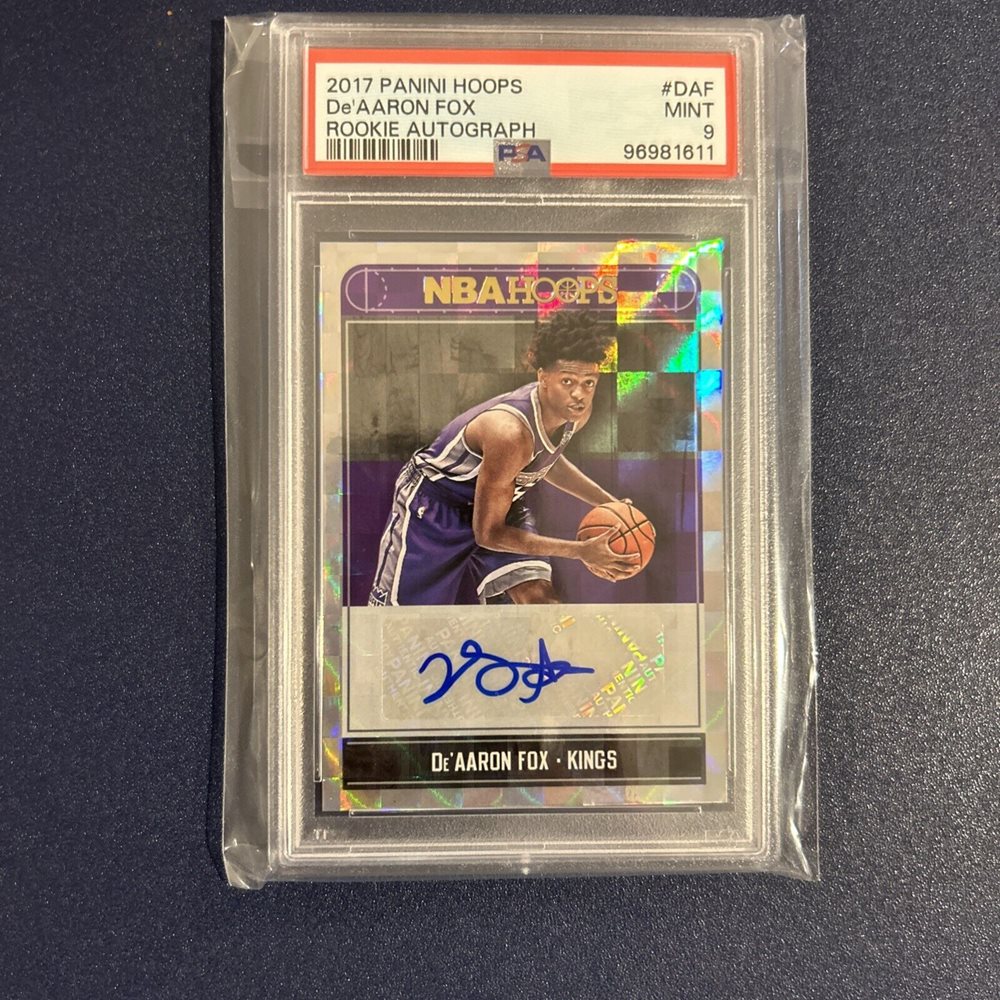 2017 PANINI HOOPS #DAF
De'AARON FOX MINT
ROOKIE AUTOGRAPH 9
PSA 96981611
NBA HOOPS
De'AARON FOX · KINGS